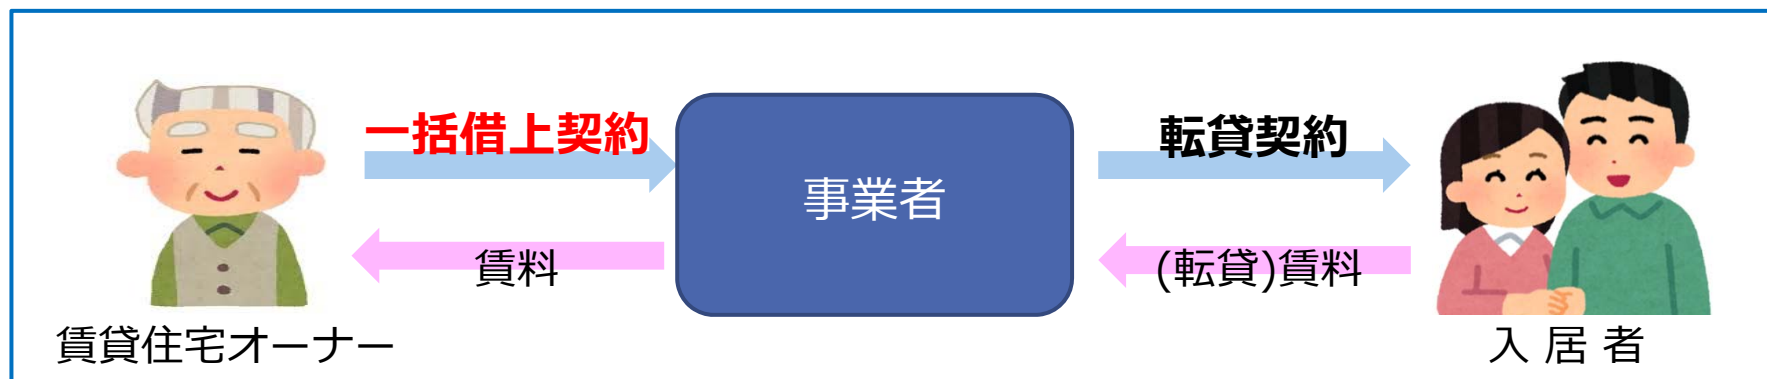 一括借上契約
転貸契約
事業者
賃料
(転貸)賃料
賃貸住宅オーナー
入 居 者